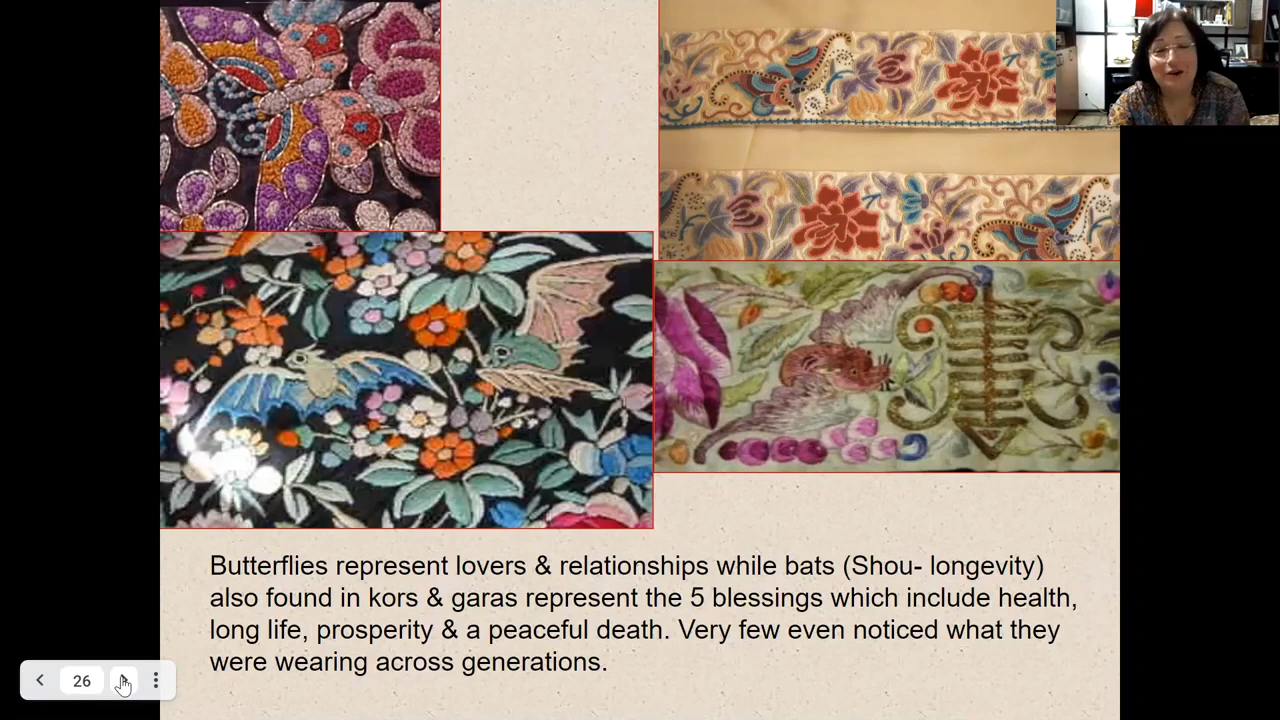 Butterflies represent lovers & relationships while bats (Shou- longevity)
also found in kors & garas represent the 5 blessings which include health,
long life, prosperity & a peaceful death. Very few even noticed what they
were wearing across generations.
26